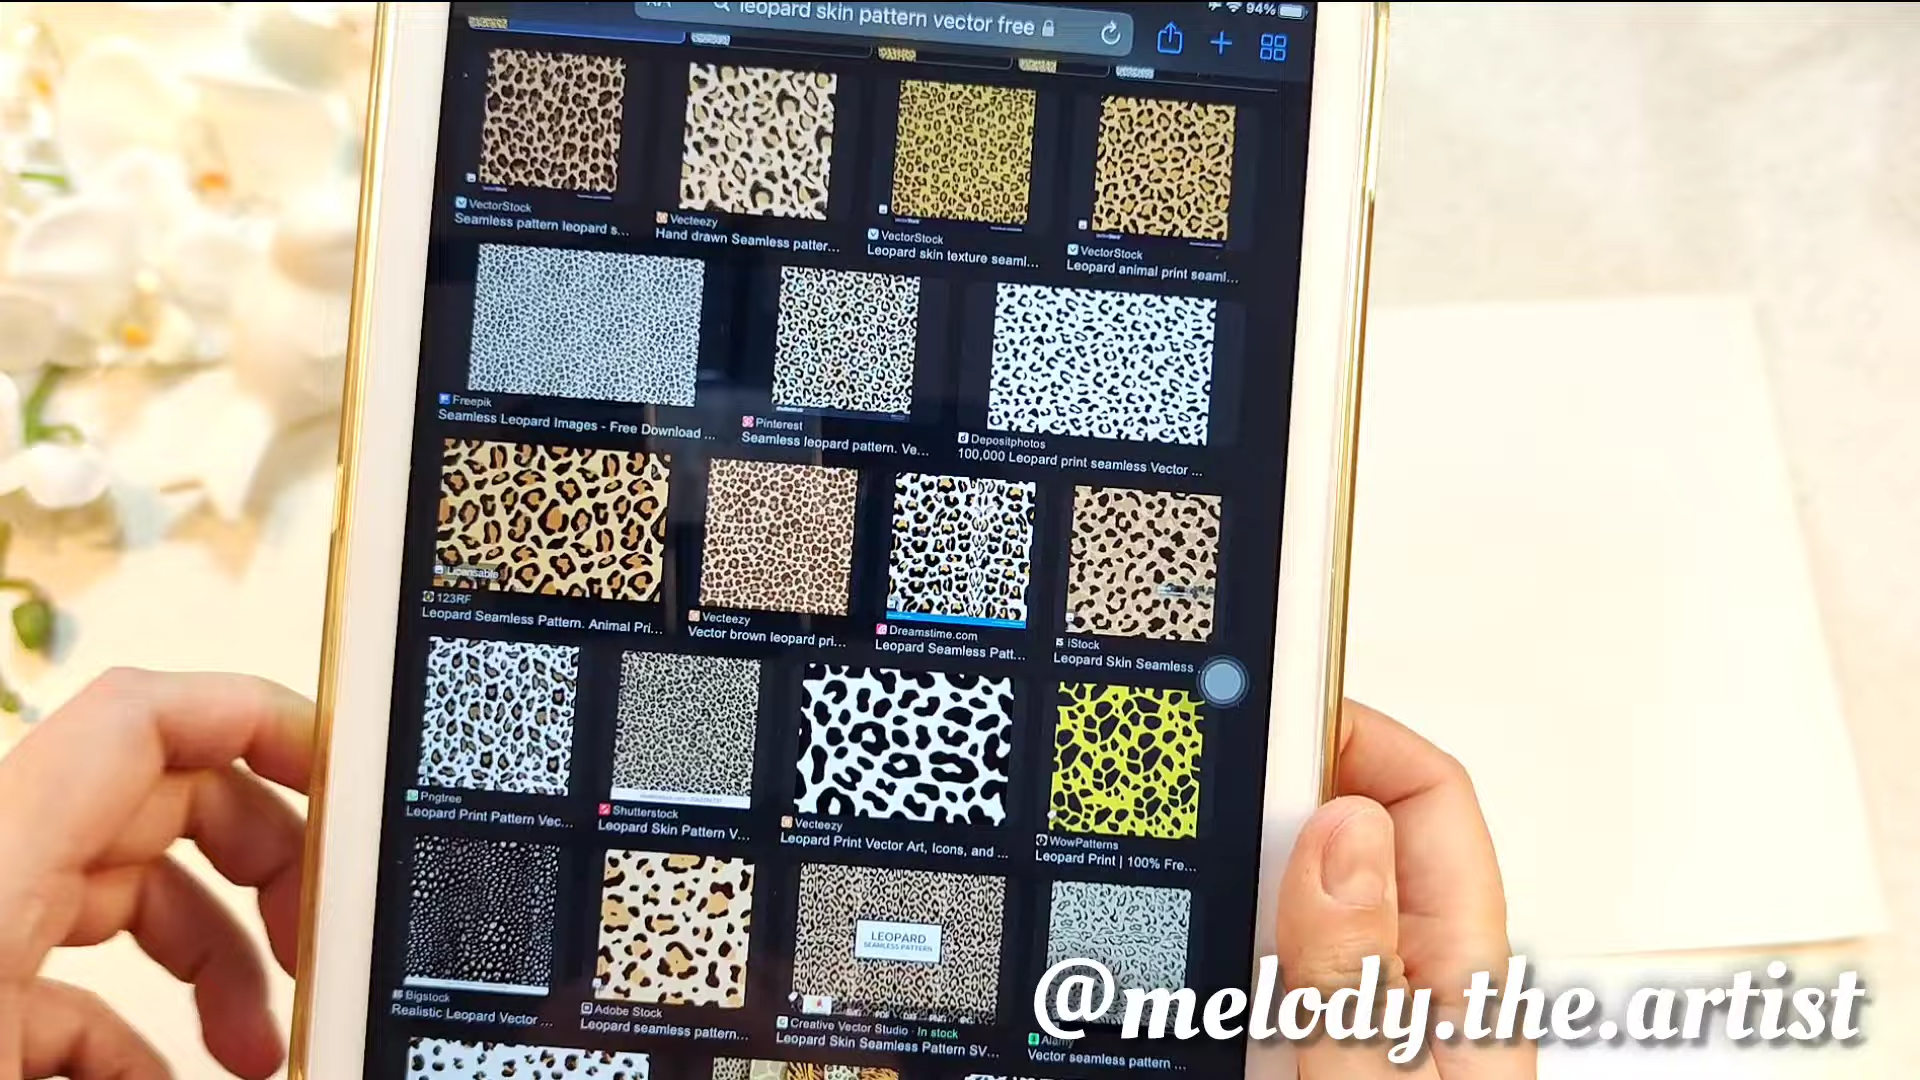 leopard skin pattern vector free
94%
VectorStock
Seamless pattern leopard s...
Vecteezy
Hand drawn Seamless patter...
VectorStock
Leopard skin texture seaml...
VectorStock
Leopard animal print seaml...
Freepik
Seamless Leopard Images - Free Download ...
Pinterest
Seamless leopard pattern. Ve...
Depositphotos
100,000 Leopard print seamless Vector ...
Licensable
123RF
Leopard Seamless Pattern. Animal Pri...
Vecteezy
Vector brown leopard pri...
Dreamstime.com
Leopard Seamless Patt...
iStock
Leopard Skin Seamless
Pngtree
Leopard Print Pattern Vec...
Shutterstock
Leopard Skin Pattern V...
Vecteezy
Leopard Print Vector Art, Icons, and ...
WowPatterns
Leopard Print | 100% Fre...
Bigstock
Realistic Leopard Vector ...
Adobe Stock
Leopard seamless pattern...
LEOPARD
SEAMLESS PATTERN
Creative Vector Studio · In stock
Leopard Skin Seamless Pattern SV...
Alamy
Vector seamless pattern ...
@melody.the.artist